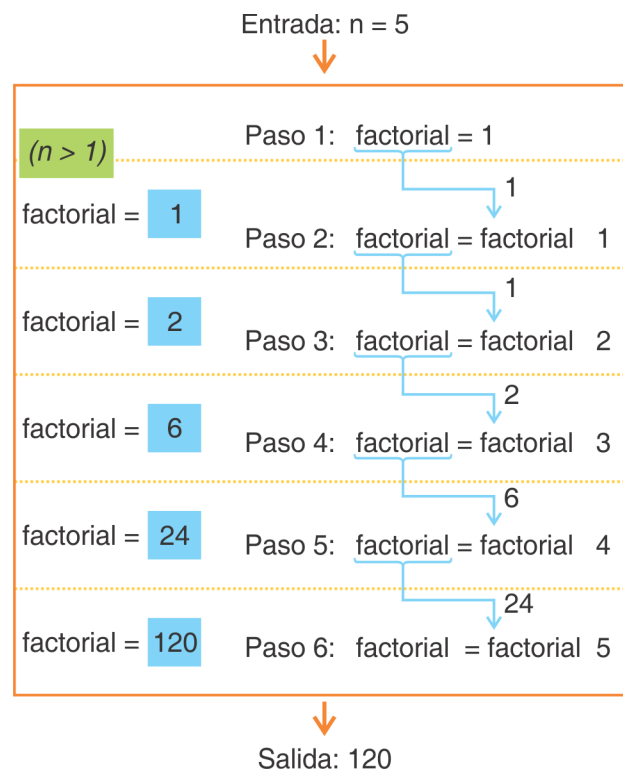 Entrada: n = 5
(n > 1)
Paso 1: factorial = 1
1
factorial = 1
Paso 2: factorial = factorial 1
1
factorial = 2
Paso 3: factorial = factorial 2
2
factorial = 6
Paso 4: factorial = factorial 3
6
factorial = 24
Paso 5: factorial = factorial 4
24
factorial = 120
Paso 6: factorial = factorial 5
Salida: 120